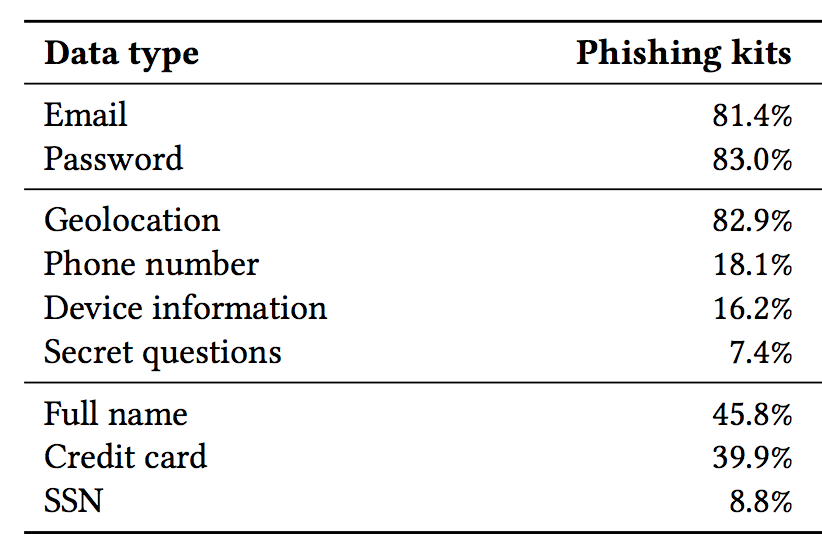 Data type Phishing kits
Email 81.4%
Password 83.0%
Geolocation 82.9%
Phone number 18.1%
Device information 16.2%
Secret questions 7.4%
Full name 45.8%
Credit card 39.9%
SSN 8.8%